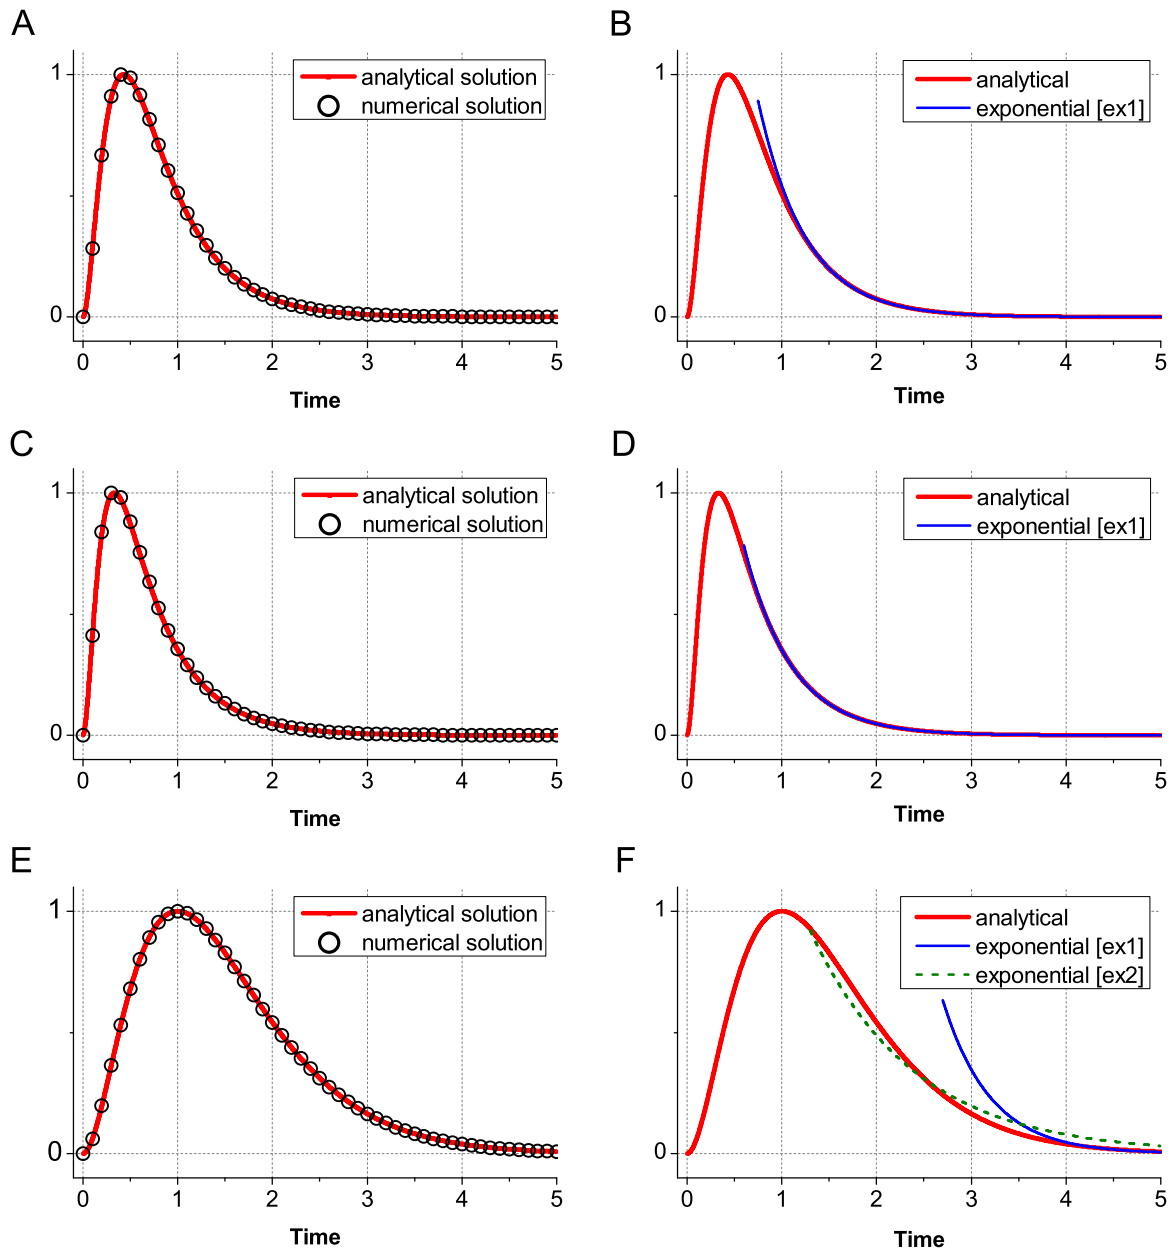 A
1
0
analytical solution
numerical solution
0 1 2 3 4 5
Time
B
1
0
analytical
exponential [ex1]
0 1 2 3 4 5
Time
C
1
0
analytical solution
numerical solution
0 1 2 3 4 5
Time
D
1
0
analytical
exponential [ex1]
0 1 2 3 4 5
Time
E
1
0
analytical solution
numerical solution
0 1 2 3 4 5
Time
F
1
0
analytical
exponential [ex1]
exponential [ex2]
0 1 2 3 4 5
Time